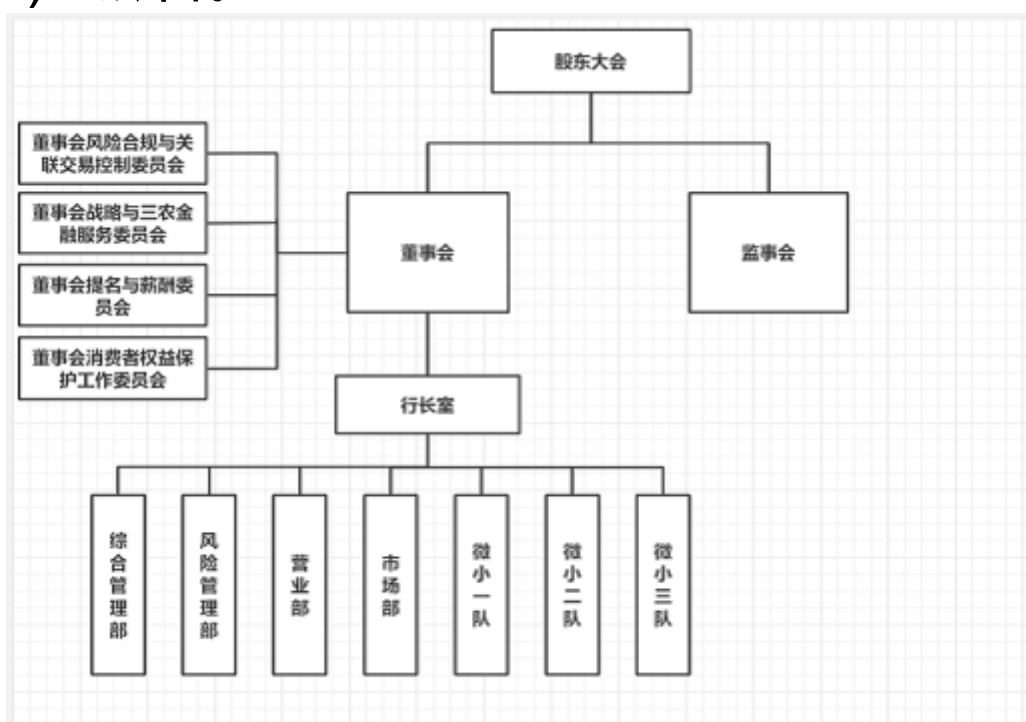 股东大会
董事会风险合规与关
联交易控制委员会
董事会战略与三农金
融服务委员会
董事会提名与薪酬委
员会
董事会消费者权益保
护工作委员会
董事会
监事会
行长室
综合管理部
风险管理部
营业部
市场部
微小一队
微小二队
微小三队